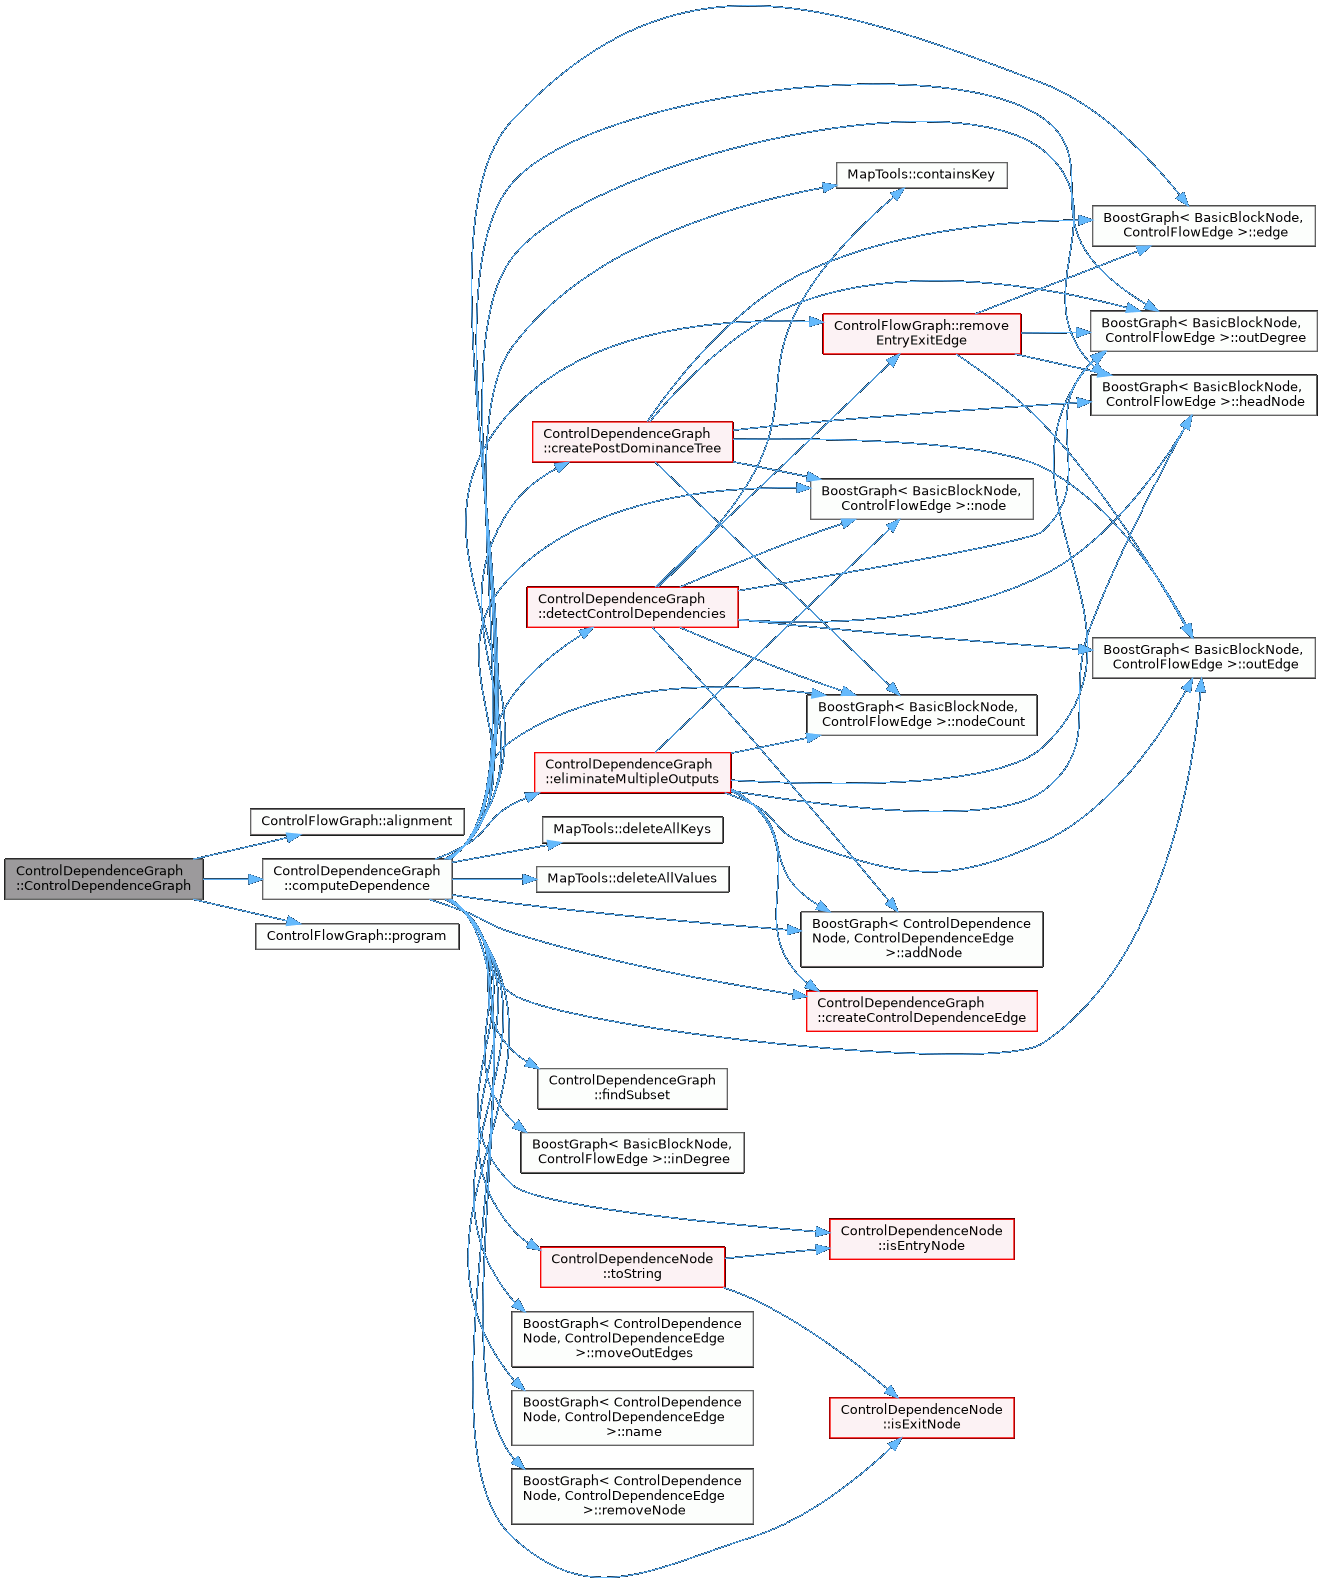 MapTools::containsKey
BoostGraph< BasicBlockNode,
ControlFlowEdge >::edge
ControlFlowGraph::remove
EntryExitEdge
BoostGraph< BasicBlockNode,
ControlFlowEdge >::outDegree
BoostGraph< BasicBlockNode,
ControlFlowEdge >::headNode
ControlDependenceGraph
::createPostDominanceTree
BoostGraph< BasicBlockNode,
ControlFlowEdge >::node
ControlDependenceGraph
::detectControlDependencies
BoostGraph< BasicBlockNode,
ControlFlowEdge >::outEdge
BoostGraph< BasicBlockNode,
ControlFlowEdge >::nodeCount
ControlDependenceGraph
::eliminateMultipleOutputs
ControlFlowGraph::alignment
MapTools::deleteAllKeys
ControlDependenceGraph
::ControlDependenceGraph
ControlDependenceGraph
::computeDependence
MapTools::deleteAllValues
ControlFlowGraph::program
BoostGraph< ControlDependence
Node, ControlDependenceEdge
>::addNode
ControlDependenceGraph
::createControlDependenceEdge
ControlDependenceGraph
::findSubset
BoostGraph< BasicBlockNode,
ControlFlowEdge >::inDegree
ControlDependenceNode
::isEntryNode
ControlDependenceNode
::toString
BoostGraph< ControlDependence
Node, ControlDependenceEdge
>::moveOutEdges
BoostGraph< ControlDependence
Node, ControlDependenceEdge
>::name
ControlDependenceNode
::isExitNode
BoostGraph< ControlDependence
Node, ControlDependenceEdge
>::removeNode